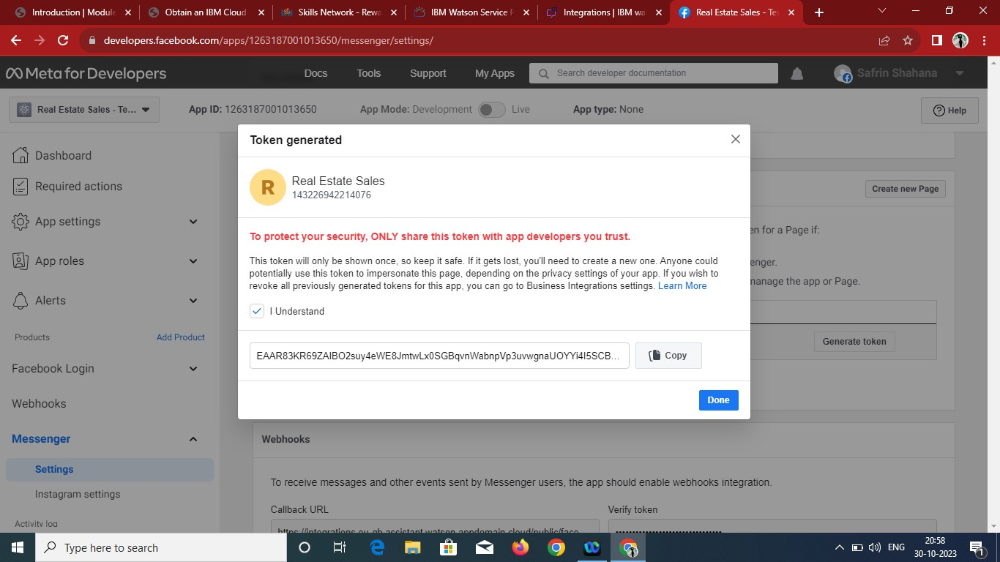 Introduction | Module
Obtain an IBM Cloud
Skills Network - Rewa
IBM Watson Service P
Integrations | IBM wa
Real Estate Sales - Te
developers.facebook.com/apps/1263187001013650/messenger/settings/
Meta for Developers
Docs
Tools
Support
My Apps
Search developer documentation
Safrin Shahana
Real Estate Sales - Te...
App ID: 1263187001013650
App Mode: Development
Live
App type: None
Help
Dashboard
Required actions
App settings
App roles
Alerts
Products
Add Product
Facebook Login
Webhooks
Messenger
Settings
Instagram settings
Activity log
Token generated
R
Real Estate Sales
143226942214076
To protect your security, ONLY share this token with app developers you trust.
This token will only be shown once, so keep it safe. If it gets lost, you'll need to create a new one. Anyone could
potentially use this token to impersonate this page, depending on the privacy settings of your app. If you wish to
revoke all previously generated tokens for this app, you can go to Business Integrations settings. Learn More
I Understand
EAAR83KR69ZAIBO2suy4eWE8JmtwLx0SGBqvnWabnpVp3uvwgnaUOYYi4I5SCB...
Copy
Done
Create new Page
en for a Page if:
enger.
manage the app or Page.
Generate token
Webhooks
To receive messages and other events sent by Messenger users, the app should enable webhooks integration.
Callback URL
Verify token
https://integrations.eu-gb.assistant.watson.appdomain.cloud/public/face
Type here to search
ENG
20:58
30-10-2023
1